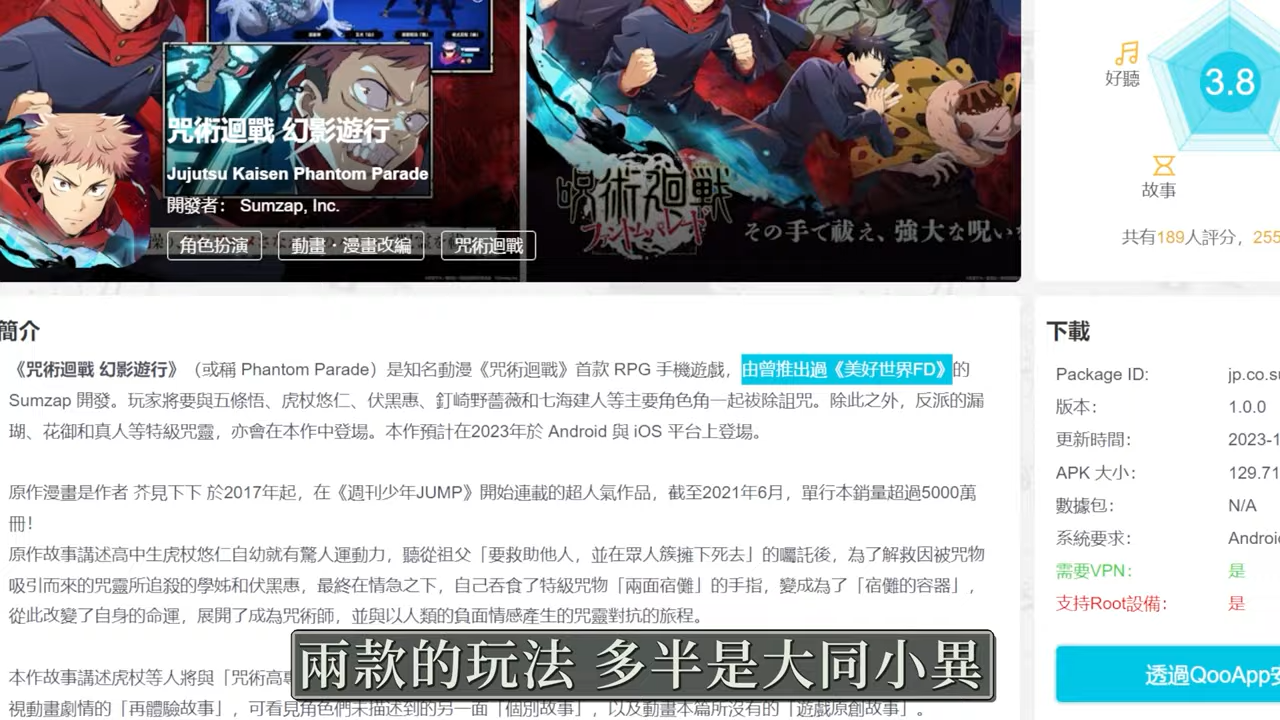 咒術迴戰 幻影遊行
Jujutsu Kaisen Phantom Parade
開發者： Sumzap, Inc.
角色扮演
動畫・漫畫改編
咒術迴戰
呪術廻戦
ファントムパレード
その手で祓え、強大な呪い
好聽
3.8
故事
共有189人評分，255
簡介
《咒術迴戰 幻影遊行》（或稱 Phantom Parade）是知名動漫《咒術迴戰》首款 RPG 手機遊戲，由曾推出過《美好世界FD》的
Sumzap 開發。玩家將要與五條悟、虎杖悠仁、伏黑惠、釘崎野薔薇和七海建人等主要角色角一起祓除詛咒。除此之外，反派的漏
瑚、花御和真人等特級咒靈，亦會在本作中登場。本作預計在2023年於 Android 與 iOS 平台上登場。
原作漫畫是作者 芥見下下 於2017年起，在《週刊少年JUMP》開始連載的超人氣作品，截至2021年6月，單行本銷量超過5000萬
冊！
原作故事講述高中生虎杖悠仁自幼就有驚人運動力，聽從祖父「要救助他人，並在眾人簇擁下死去」的囑託後，為了解救因被咒物
吸引而來的咒靈所追殺的學姊和伏黑惠，最終在情急之下，自己吞食了特級咒物「兩面宿儺」的手指，變成為了「宿儺的容器」，
從此改變了自身的命運，展開了成為咒術師，並與以人類的負面情感產生的咒靈對抗的旅程。
本作故事講述虎杖等人將與「咒術高專
視動畫劇情的「再體驗故事」，可看見角色們未描述到的另一面「個別故事」，以及動畫本篇所沒有的「遊戲原創故事」。
兩款的玩法 多半是大同小異
下載
Package ID: jp.co.su
版本： 1.0.0
更新時間： 2023-1
APK 大小： 129.71
數據包： N/A
系統要求： Androi
需要VPN： 是
支持Root設備： 是
透過QooApp安